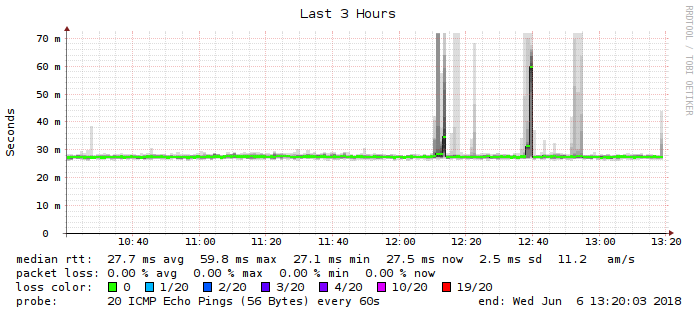 Last 3 Hours
RRDTOOL / TOBI OETIKER
Seconds
70 m
60 m
50 m
40 m
30 m
20 m
10 m
0
10:40 11:00 11:20 11:40 12:00 12:20 12:40 13:00 13:20
median rtt: 27.7 ms avg 59.8 ms max 27.1 ms min 27.5 ms now 2.5 ms sd 11.2 am/s
packet loss: 0.00 % avg 0.00 % max 0.00 % min 0.00 % now
loss color: 0 1/20 2/20 3/20 4/20 10/20 19/20
probe: 20 ICMP Echo Pings (56 Bytes) every 60s end: Wed Jun 6 13:20:03 2018